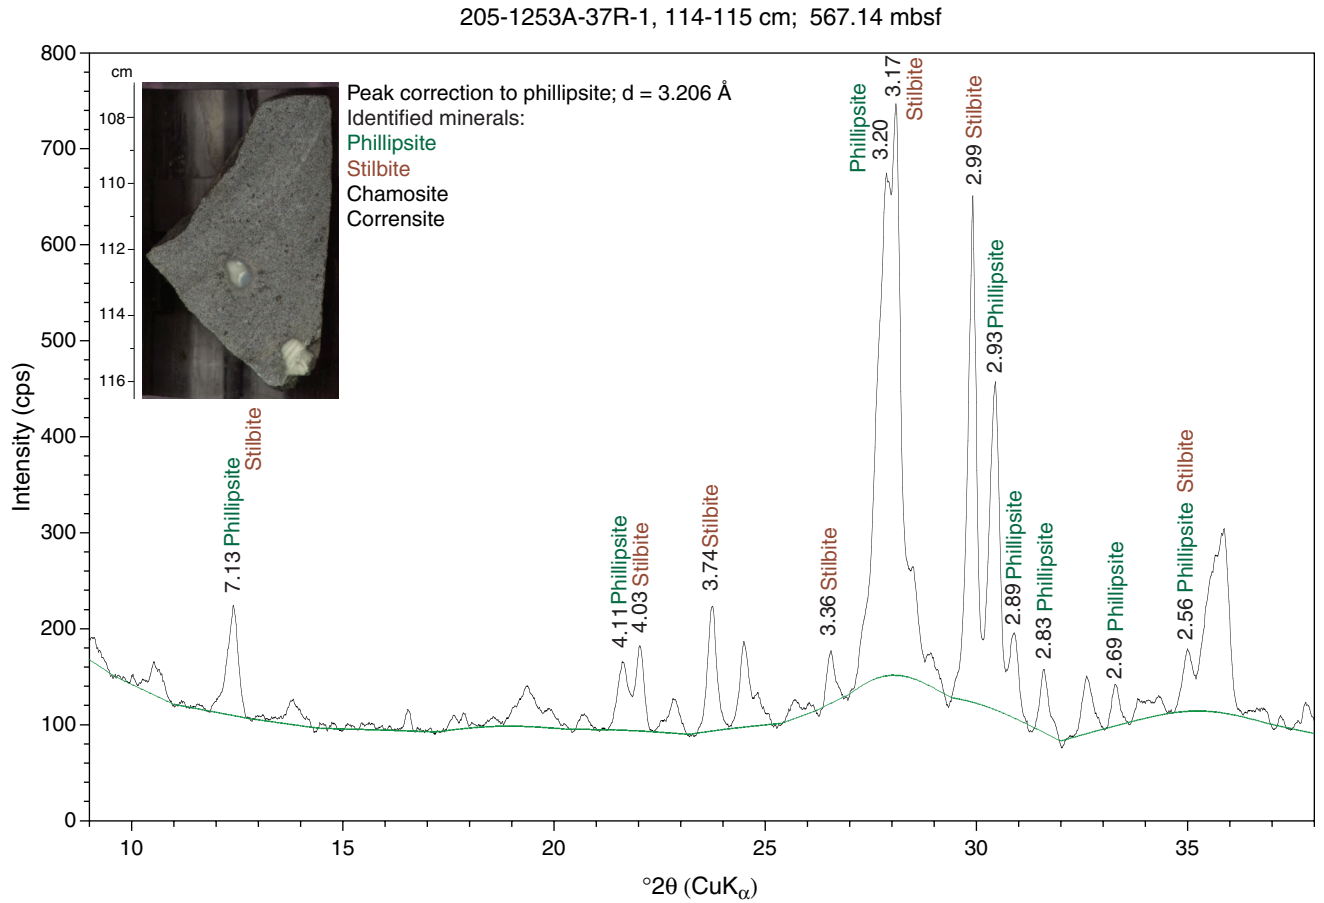 205-1253A-37R-1, 114-115 cm; 567.14 mbsf
800
700
600
500
400
300
200
100
0
Intensity (cps)
cm
108
110
112
114
116
Peak correction to phillipsite; d = 3.206 Å
Identified minerals:
Phillipsite
Stilbite
Chamosite
Corrensite
7.13 Phillipsite
Stilbite
4.11 Phillipsite
4.03 Stilbite
3.74 Stilbite
3.36 Stilbite
3.20 Phillipsite
3.17 Stilbite
2.99 Stilbite
2.93 Phillipsite
2.89 Phillipsite
2.83 Phillipsite
2.69 Phillipsite
2.56 Phillipsite Stilbite
10
15
20
25
30
35
°2θ (CuKα)